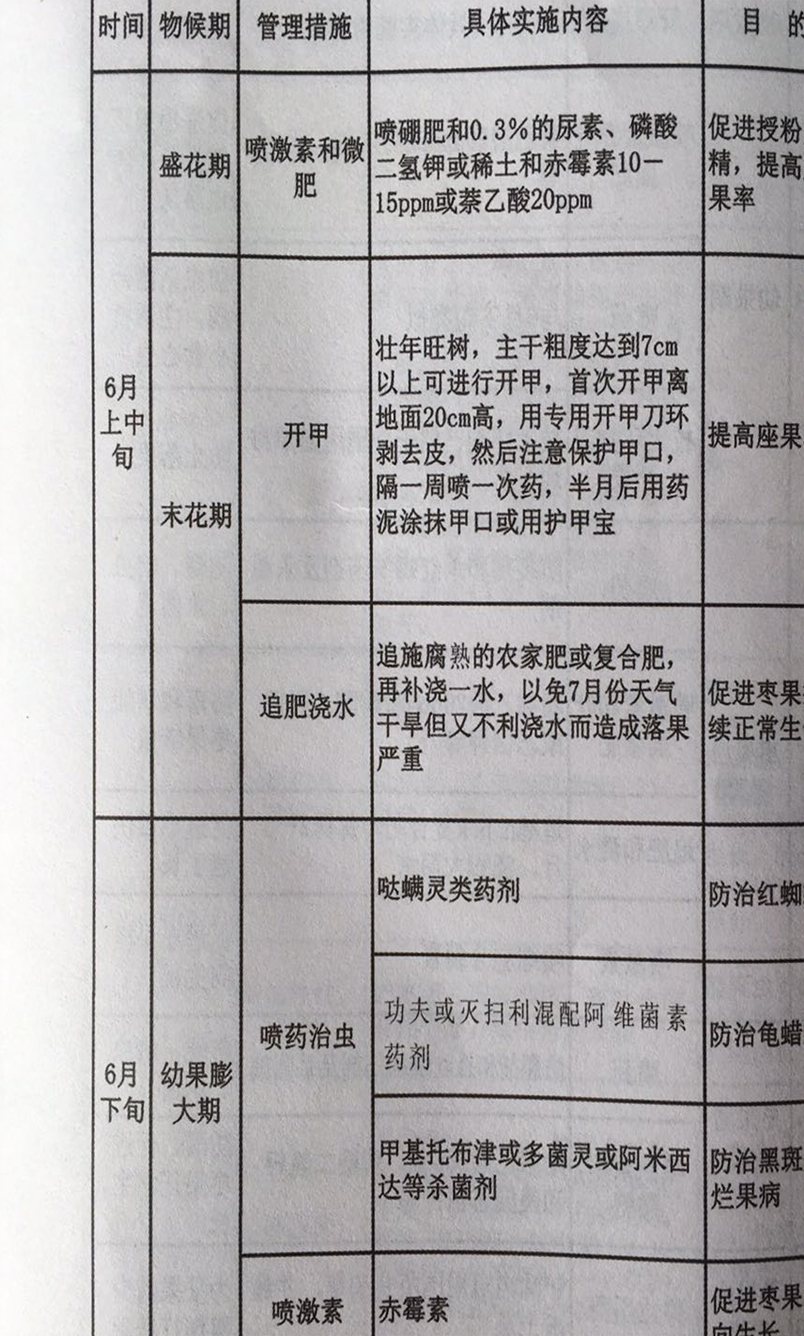 时间 物候期 管理措施 具体实施内容 目 的
6月
上中
旬
盛花期
喷激素和微
肥
喷硼肥和0.3%的尿素、磷酸
二氢钾或稀土和赤霉素10—
15ppm或萘乙酸20ppm
促进授粉
精，提高
果率
末花期
开甲
壮年旺树，主干粗度达到7cm
以上可进行开甲，首次开甲离
地面20cm高，用专用开甲刀环
剥去皮，然后注意保护甲口，
隔一周喷一次药，半月后用药
泥涂抹甲口或用护甲宝
提高座果
追肥浇水
追施腐熟的农家肥或复合肥，
再补浇一水，以免7月份天气
干旱但又不利浇水而造成落果
严重
促进枣果
续正常生
6月
下旬
幼果膨
大期
喷药治虫
哒螨灵类药剂
防治红蜘
功夫或灭扫利混配阿维菌素
药剂
防治龟蜡
甲基托布津或多菌灵或阿米西
达等杀菌剂
防治黑斑
烂果病
喷激素
赤霉素
促进枣果
向生长